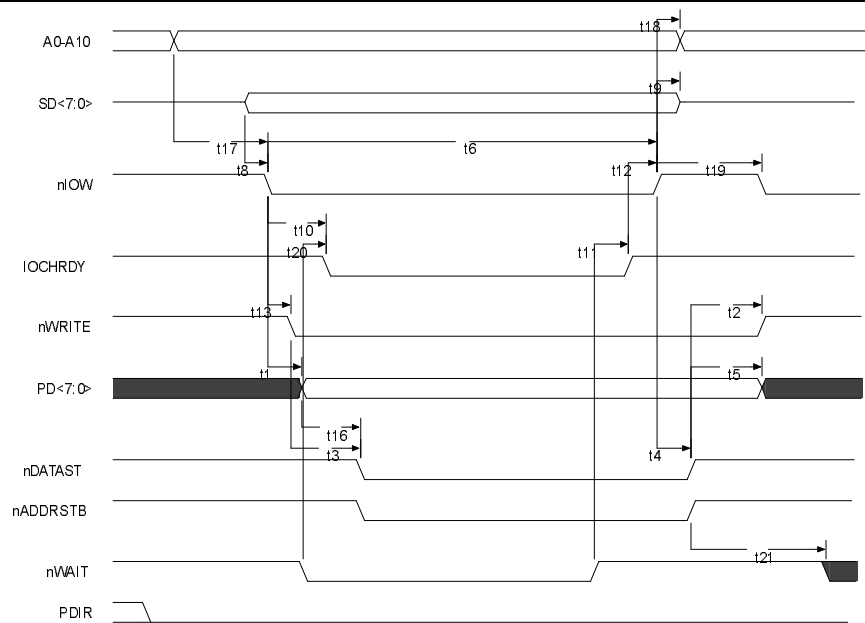 t18
A0-A10
t9
SD<7:0>
t17
t6
t8
t12
t19
nIOW
t10
t20
t11
IOCHRDY
t13
t2
nWRITE
t1
t5
PD<7:0>
t16
t3
t4
nDATAST
nADDRSTB
t21
nWAIT
PDIR